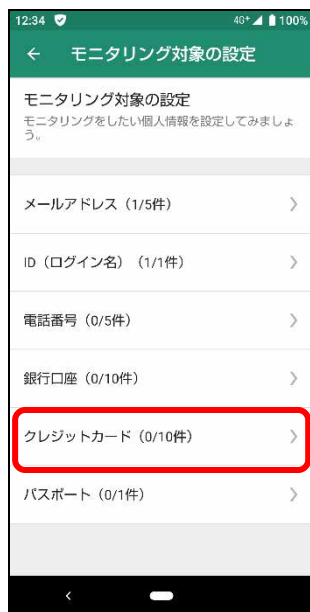 12:34 4G+ 100%
← モニタリング対象の設定
モニタリング対象の設定
モニタリングをしたい個人情報を設定してみましょ
う。
メールアドレス（1/5件）
ID（ログイン名）（1/1件）
電話番号（0/5件）
銀行口座（0/10件）
クレジットカード（0/10件）
パスポート（0/1件）